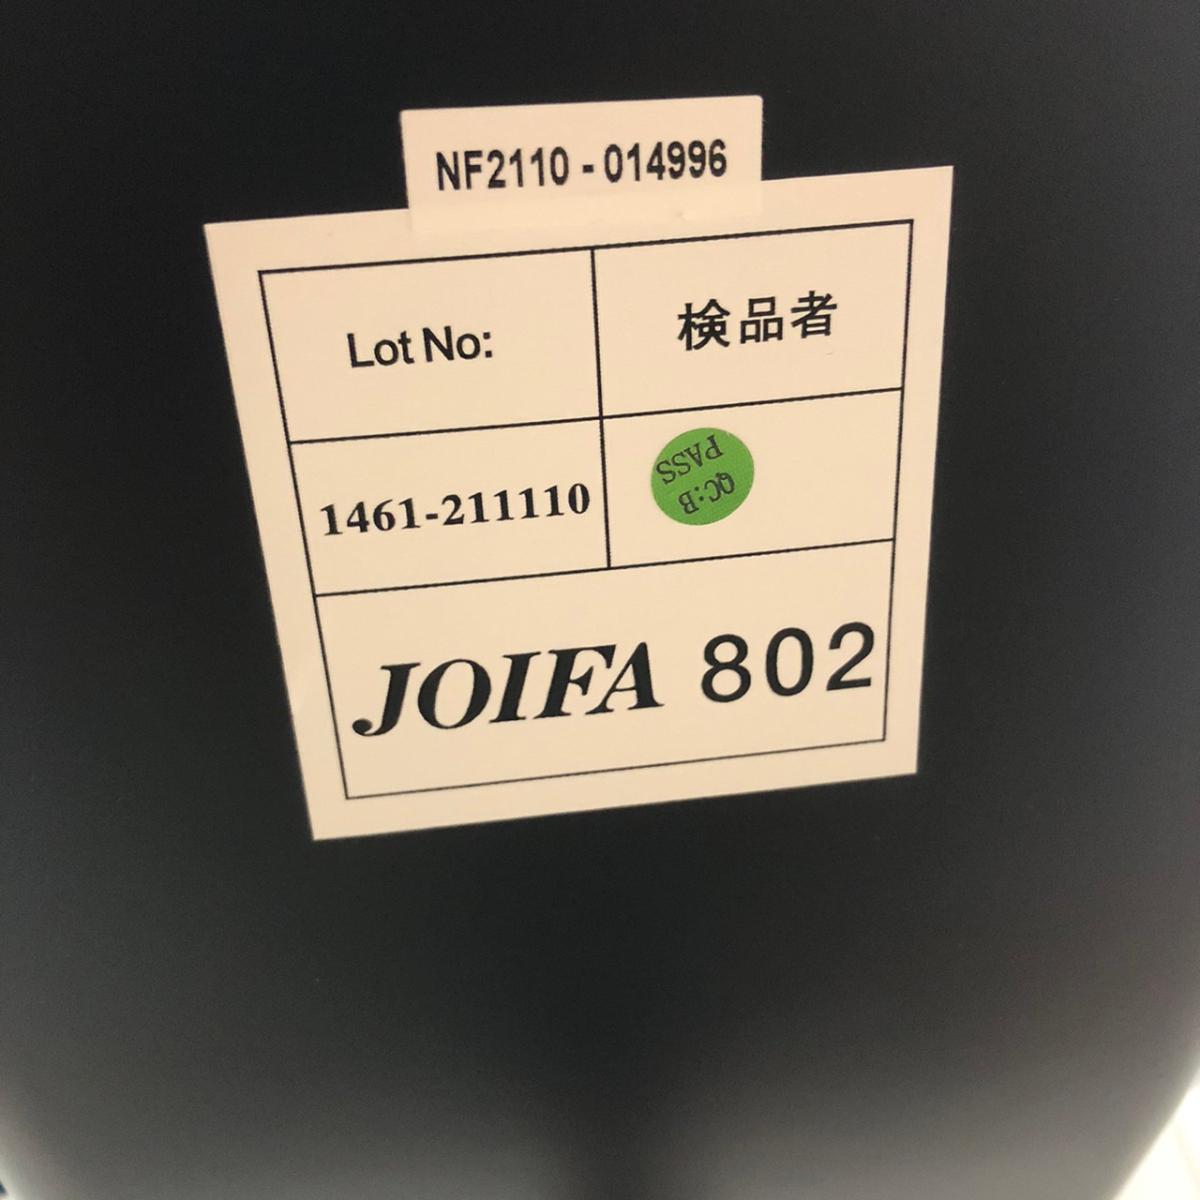 NF2110 - 014996
Lot No:
検品者
1461-211110
QC:B
PASS
JOIFA 802